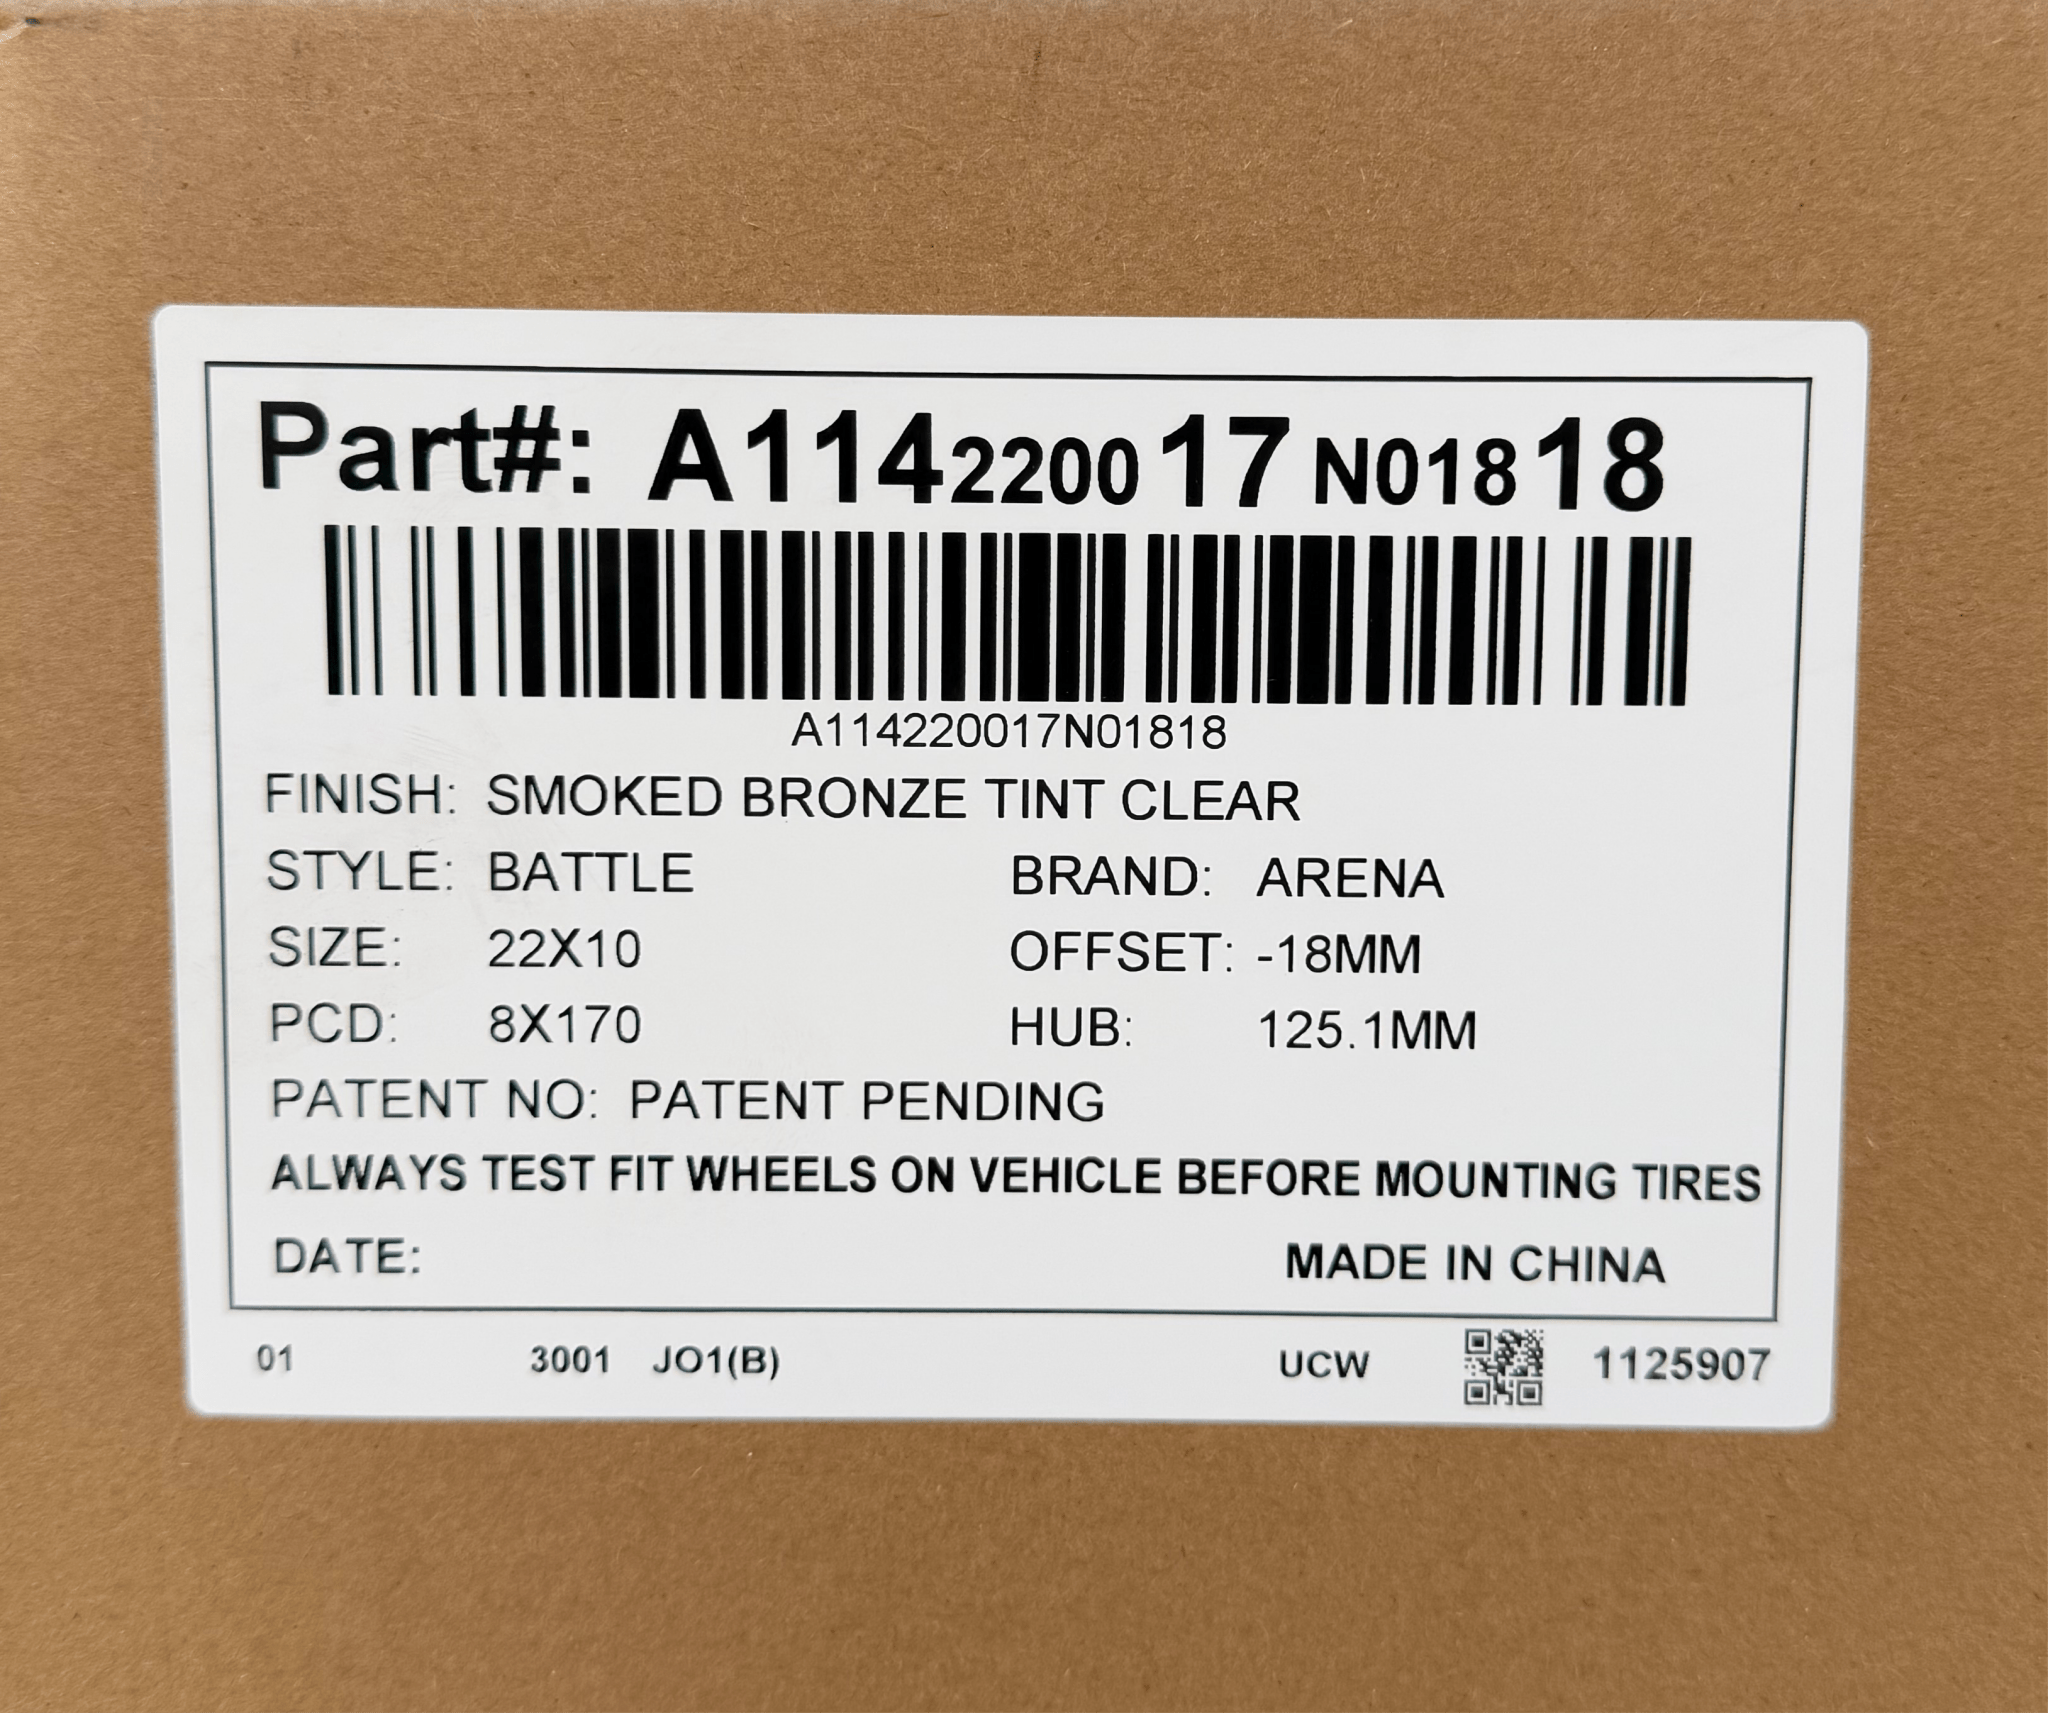 Part#: A114220017N01818
A114220017N01818
FINISH: SMOKED BRONZE TINT CLEAR
STYLE: BATTLE BRAND: ARENA
SIZE: 22X10 OFFSET: -18MM
PCD: 8X170 HUB: 125.1MM
PATENT NO: PATENT PENDING
ALWAYS TEST FIT WHEELS ON VEHICLE BEFORE MOUNTING TIRES
DATE: MADE IN CHINA
01 3001 JO1(B) UCW 1125907